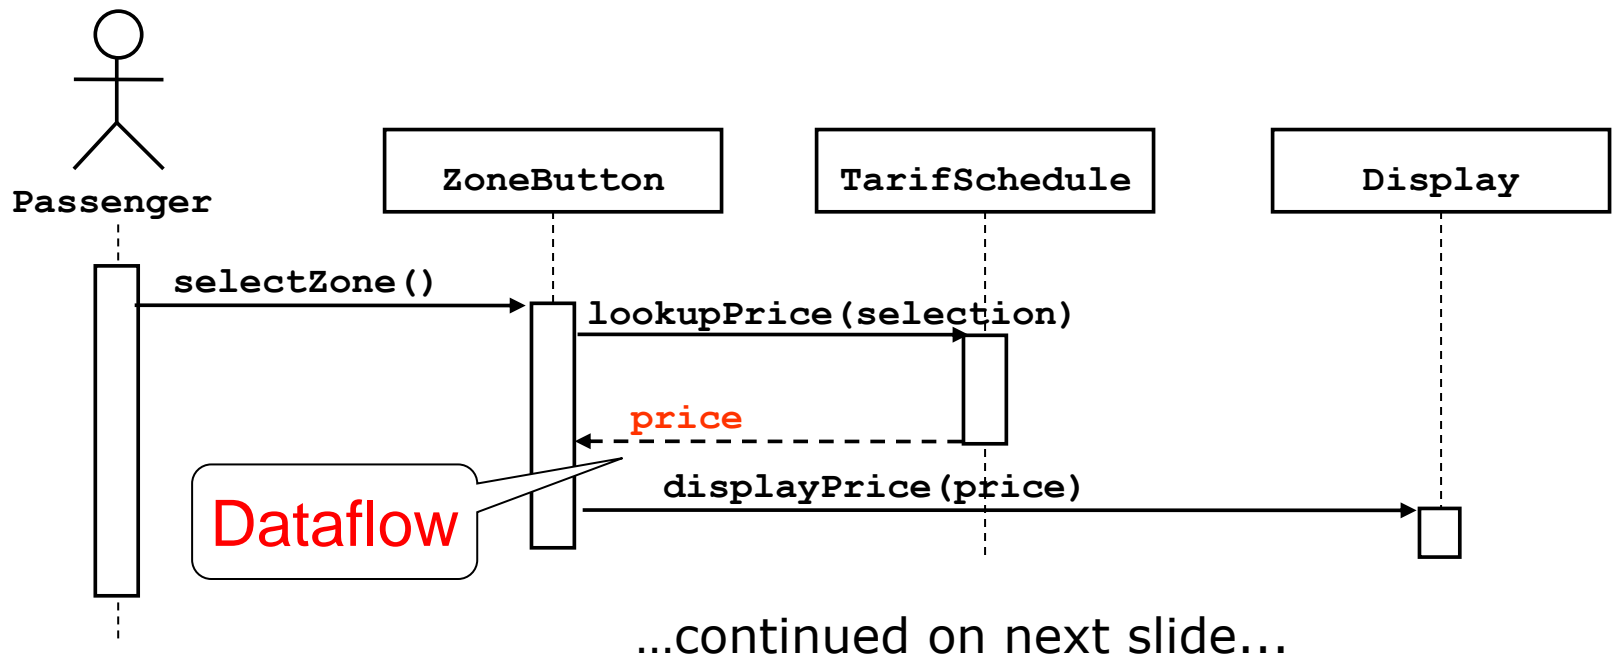 Passenger
ZoneButton
TarifSchedule
Display
selectZone()
lookupPrice(selection)
price
Dataflow
displayPrice(price)
…continued on next slide...